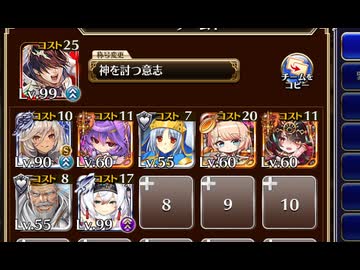 コスト25
Lv.99
称号変更
神を討つ意志
チームを
コピー
コスト10
Lv.90
S
コスト11
Lv.60
コスト7
Lv.55
コスト20
Lv.60
コスト11
Lv.60
コスト8
Lv.55
コスト17
Lv.99
8
9
10